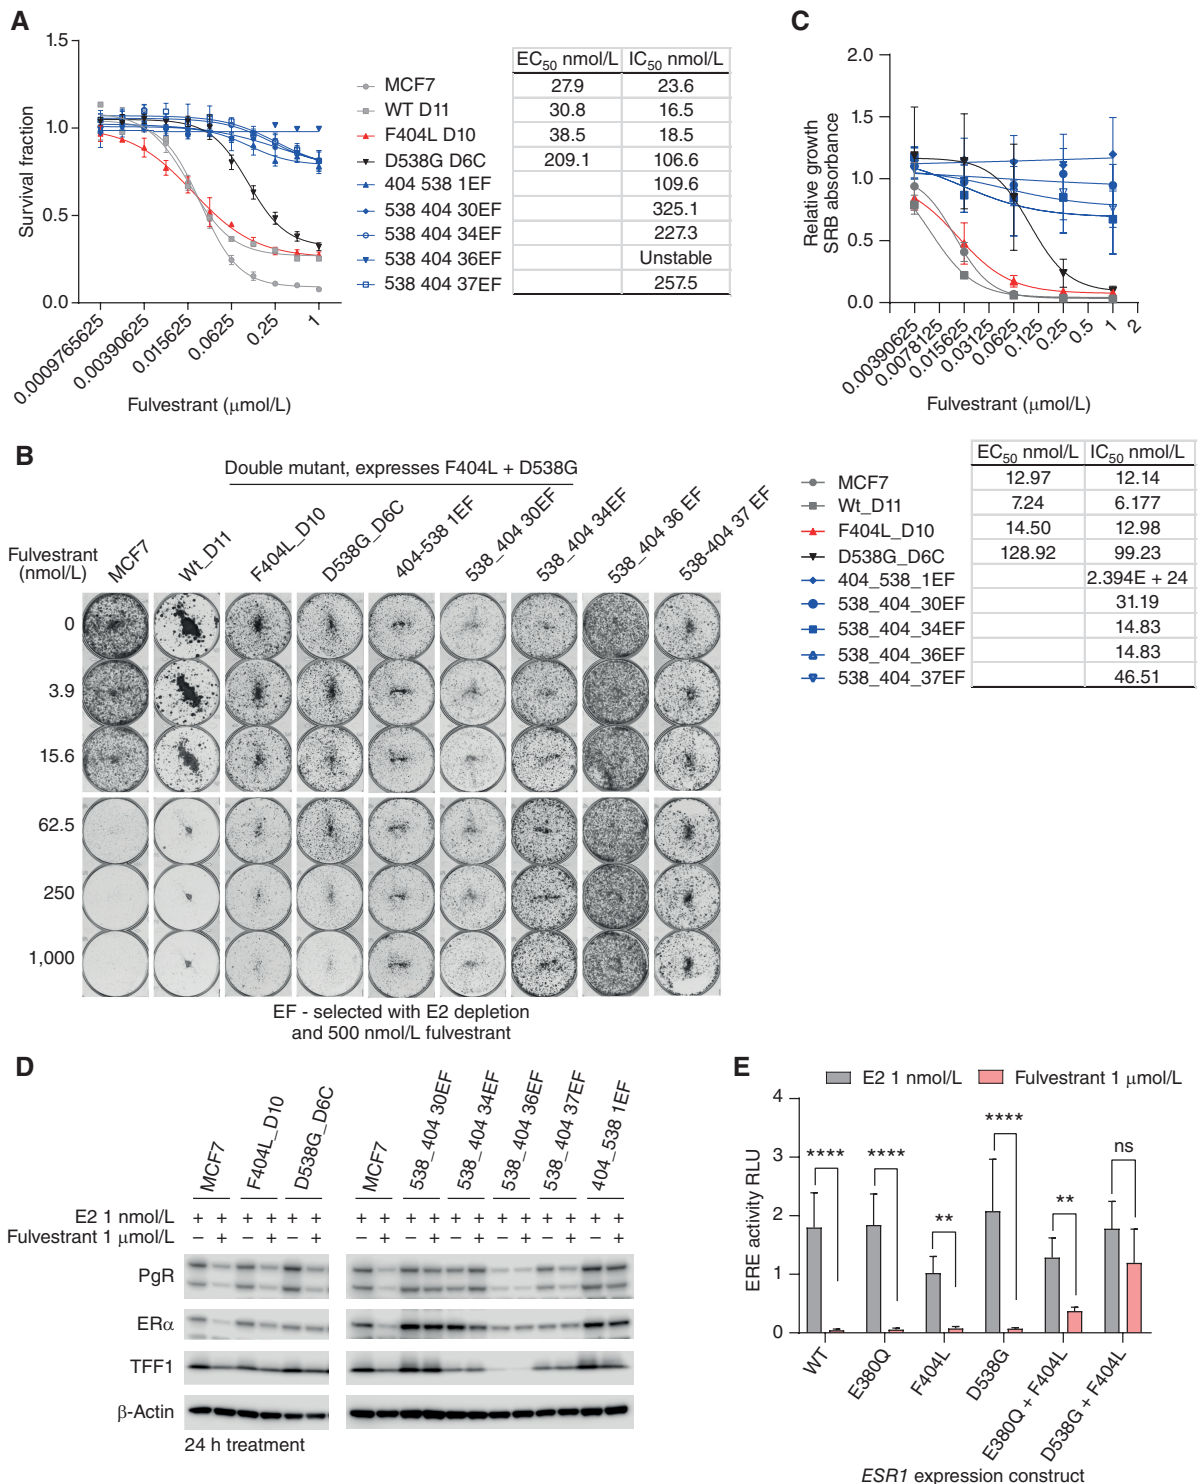 A
1.5
1.0
0.5
0.0
Survival fraction
0.0009765625
0.00390625
0.015625
0.0625
0.25
1
Fulvestrant (μmol/L)
MCF7
WT D11
F404L D10
D538G D6C
404 538 1EF
538 404 30EF
538 404 34EF
538 404 36EF
538 404 37EF
EC50 nmol/L IC50 nmol/L
27.9 23.6
30.8 16.5
38.5 18.5
209.1 106.6
109.6
325.1
227.3
Unstable
257.5
C
2.0
1.5
1.0
0.5
0.0
Relative growth
SRB absorbance
0.00390625
0.0078125
0.015625
0.03125
0.0625
0.125
0.25
0.5
1
2
Fulvestrant (μmol/L)
MCF7
Wt_D11
F404L_D10
D538G_D6C
404_538_1EF
538_404_30EF
538_404_34EF
538_404_36EF
538_404_37EF
EC50 nmol/L IC50 nmol/L
12.97 12.14
7.24 6.177
14.50 12.98
128.92 99.23
2.394E + 24
31.19
14.83
14.83
46.51
B
Double mutant, expresses F404L + D538G
Fulvestrant
(nmol/L)
MCF7
Wt_D11
F404L_D10
D538G_D6C
404-538 1EF
538_404 30EF
538_404 34EF
538_404 36 EF
538-404 37 EF
0
3.9
15.6
62.5
250
1,000
EF - selected with E2 depletion
and 500 nmol/L fulvestrant
D
MCF7
F404L_D10
D538G_D6C
MCF7
538_404 30EF
538_404 34EF
538_404 36EF
538_404 37EF
404_538 1EF
E2 1 nmol/L + + + + + + + + + + + + + + + + + +
Fulvestrant 1 μmol/L − + − + − + − + − + − + − + − + − +
PgR
ERα
TFF1
β-Actin
24 h treatment
E
E2 1 nmol/L Fulvestrant 1 μmol/L
4
3
2
1
0
ERE activity RLU
**** **** ** **** ** ns
WT
E380Q
F404L
D538G
E380Q + F404L
D538G + F404L
ESR1 expression construct